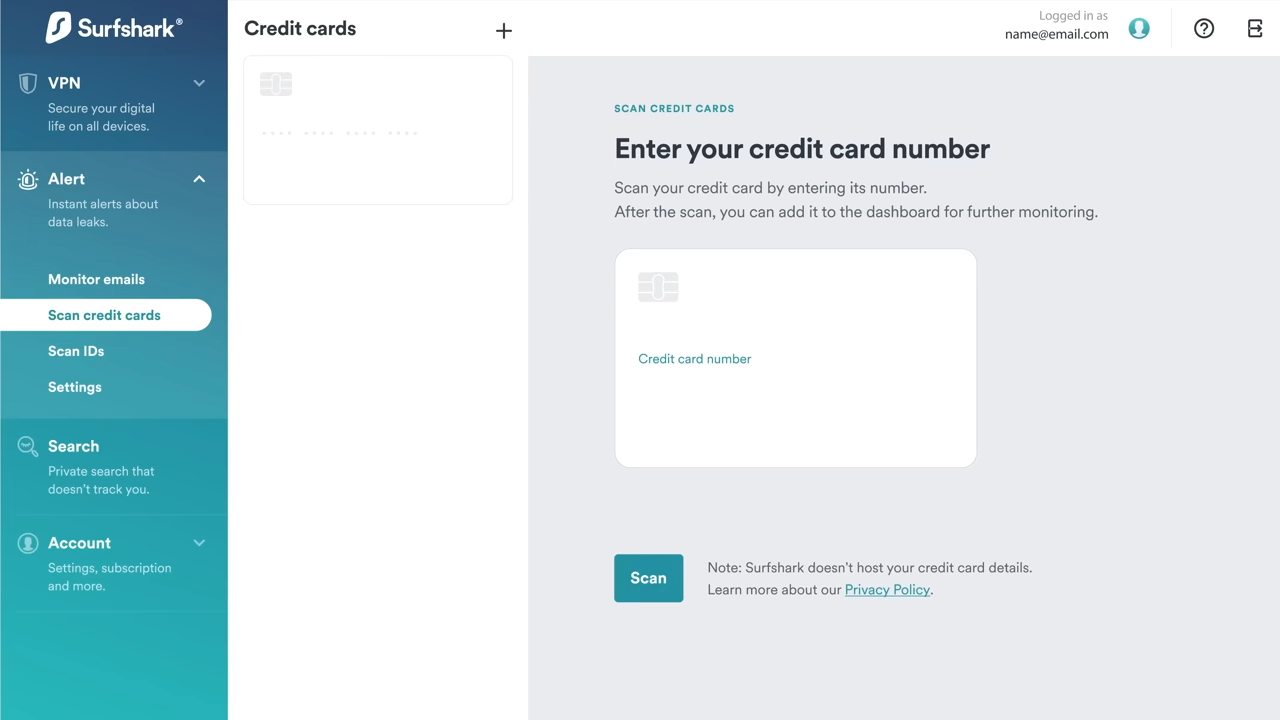 Surfshark®
VPN
Secure your digital
life on all devices.
Alert
Instant alerts about
data leaks.
Monitor emails
Scan credit cards
Scan IDs
Settings
Search
Private search that
doesn't track you.
Account
Settings, subscription
and more.
Credit cards
Logged in as
name@email.com
SCAN CREDIT CARDS
Enter your credit card number
Scan your credit card by entering its number.
After the scan, you can add it to the dashboard for further monitoring.
Credit card number
Scan
Note: Surfshark doesn't host your credit card details.
Learn more about our Privacy Policy.